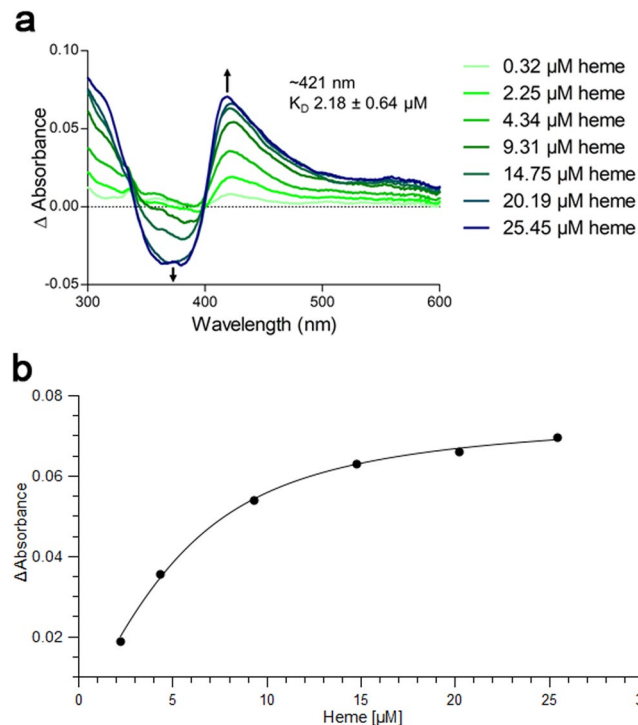 a
0.10
0.05
0.00
-0.05
Δ Absorbance
300
400
500
600
Wavelength (nm)
~421 nm
KD 2.18 ± 0.64 µM
0.32 µM heme
2.25 µM heme
4.34 µM heme
9.31 µM heme
14.75 µM heme
20.19 µM heme
25.45 µM heme
b
0.08
0.06
0.04
0.02
ΔAbsorbance
0
5
10
15
20
25
Heme [µM]